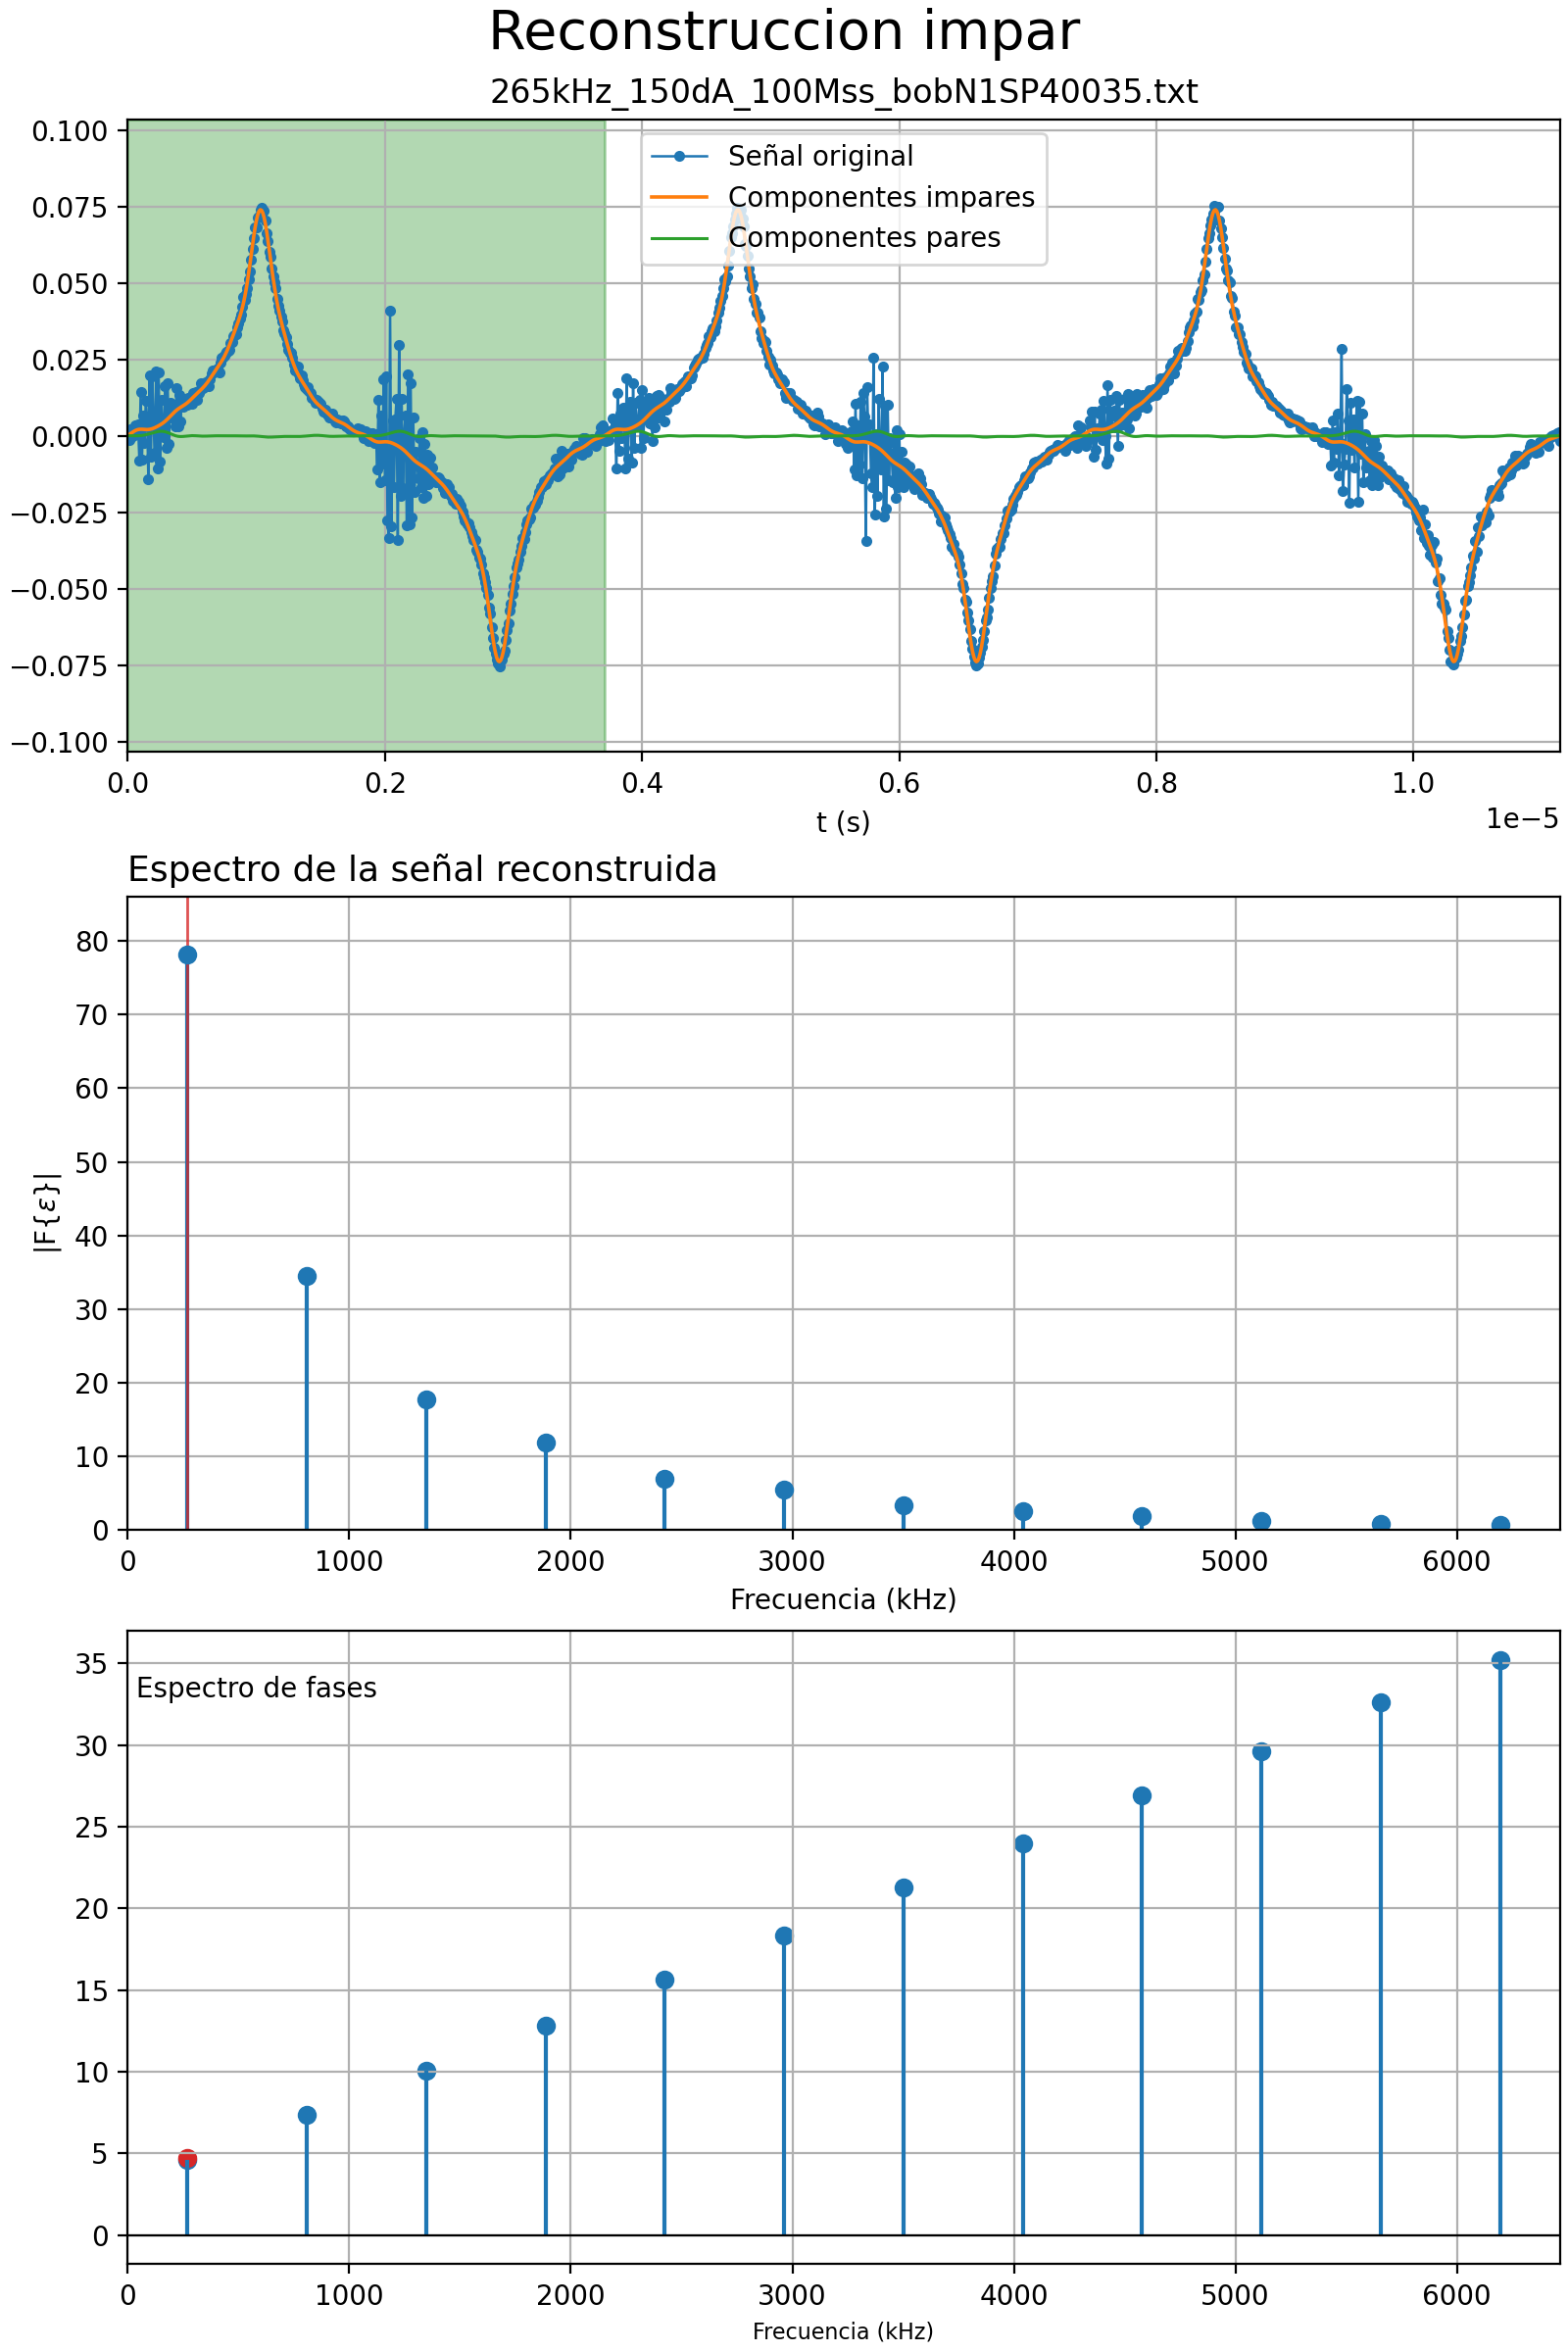 Reconstruccion impar
265kHz_150dA_100Mss_bobN1SP40035.txt
Señal original
Componentes impares
Componentes pares
0.100
0.075
0.050
0.025
0.000
−0.025
−0.050
−0.075
−0.100
0.0 0.2 0.4 0.6 0.8 1.0
t (s)
1e−5
Espectro de la señal reconstruida
80
70
60
50
40
30
20
10
0
|F{ε}|
0 1000 2000 3000 4000 5000 6000
Frecuencia (kHz)
Espectro de fases
35
30
25
20
15
10
5
0
0 1000 2000 3000 4000 5000 6000
Frecuencia (kHz)